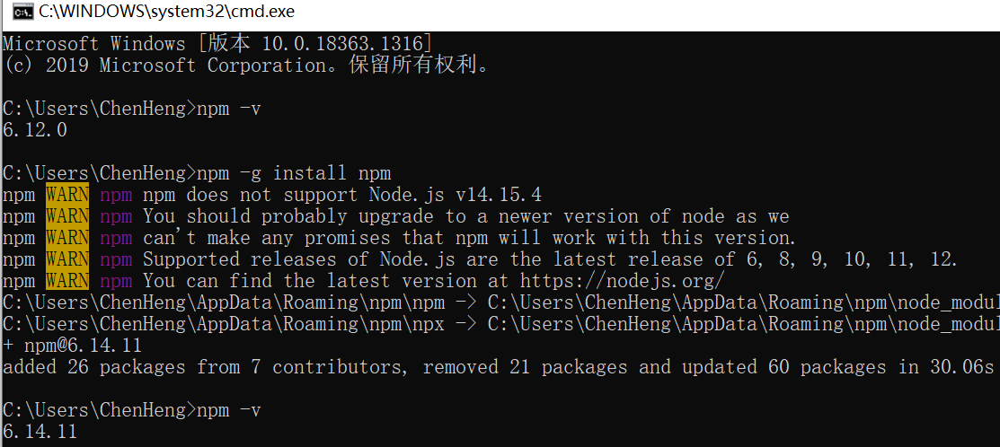 C:\WINDOWS\system32\cmd.exe
Microsoft Windows [版本 10.0.18363.1316]
(c) 2019 Microsoft Corporation。保留所有权利。
C:\Users\ChenHeng>npm -v
6.12.0
C:\Users\ChenHeng>npm -g install npm
npm WARN npm npm does not support Node.js v14.15.4
npm WARN npm You should probably upgrade to a newer version of node as we
npm WARN npm can't make any promises that npm will work with this version.
npm WARN npm Supported releases of Node.js are the latest release of 6, 8, 9, 10, 11, 12.
npm WARN npm You can find the latest version at https://nodejs.org/
C:\Users\ChenHeng\AppData\Roaming\npm\npm -> C:\Users\ChenHeng\AppData\Roaming\npm\node_modul
C:\Users\ChenHeng\AppData\Roaming\npm\npx -> C:\Users\ChenHeng\AppData\Roaming\npm\node_modul
+ npm@6.14.11
added 26 packages from 7 contributors, removed 21 packages and updated 60 packages in 30.06s
C:\Users\ChenHeng>npm -v
6.14.11